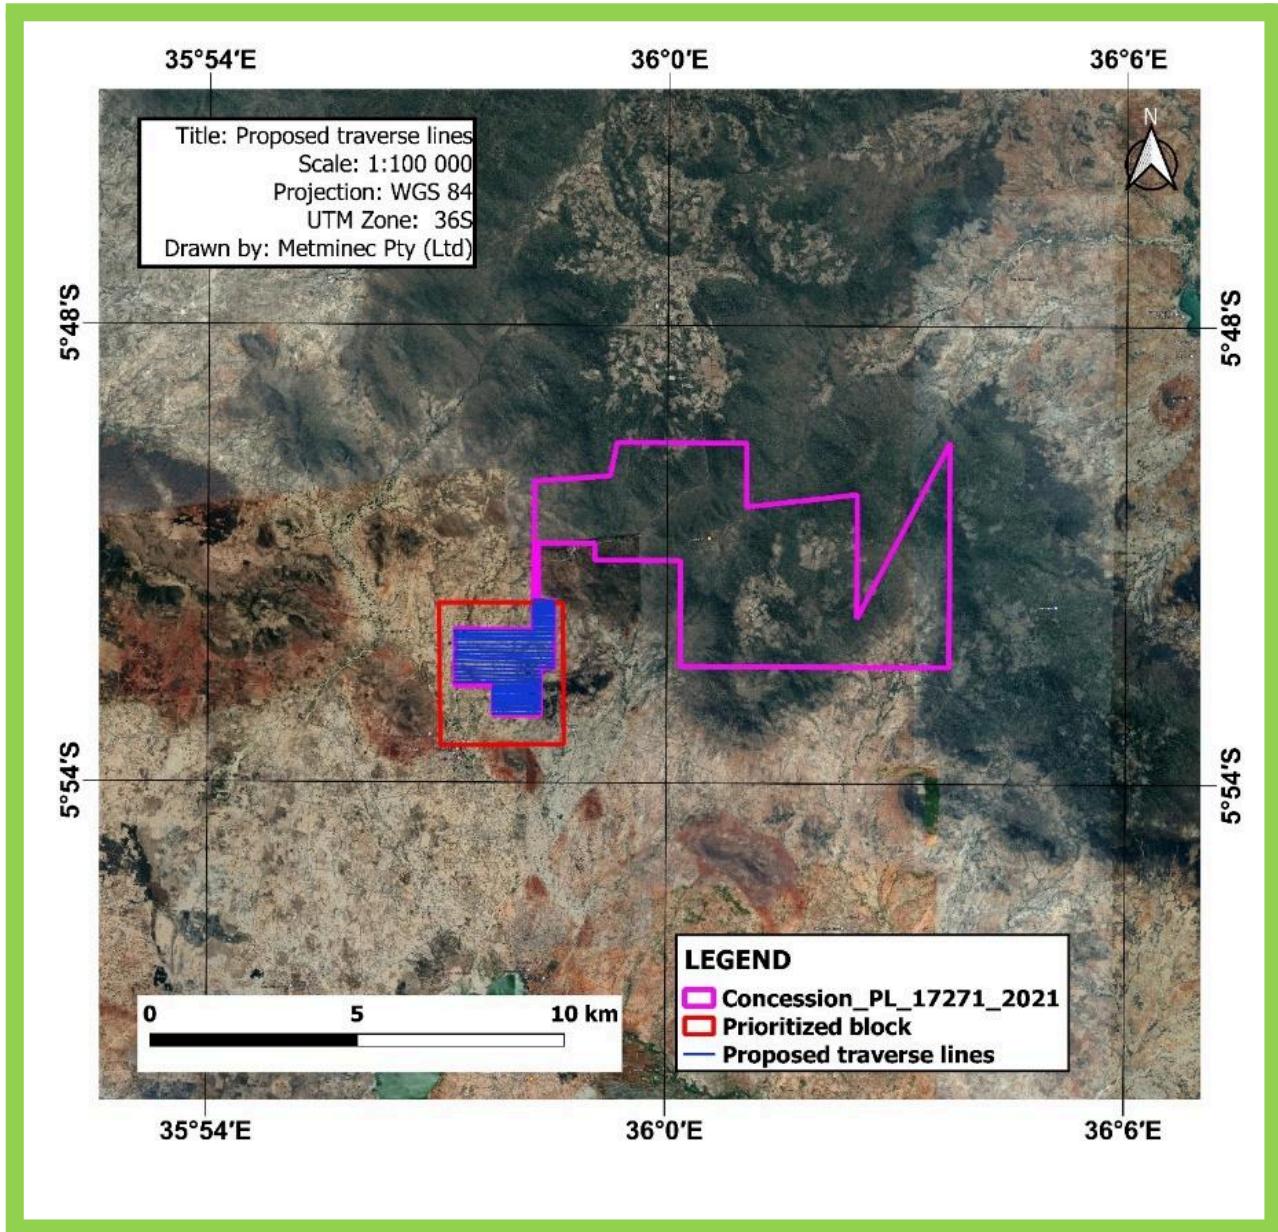 35°54'E 36°0'E 36°6'E
N
Title: Proposed traverse lines
Scale: 1:100 000
Projection: WGS 84
UTM Zone: 36S
Drawn by: Metminec Pty (Ltd)
5°48'S 5°48'S
5°54'S 5°54'S
LEGEND
Concession_PL_17271_2021
Prioritized block
Proposed traverse lines
0 5 10 km
35°54'E 36°0'E 36°6'E